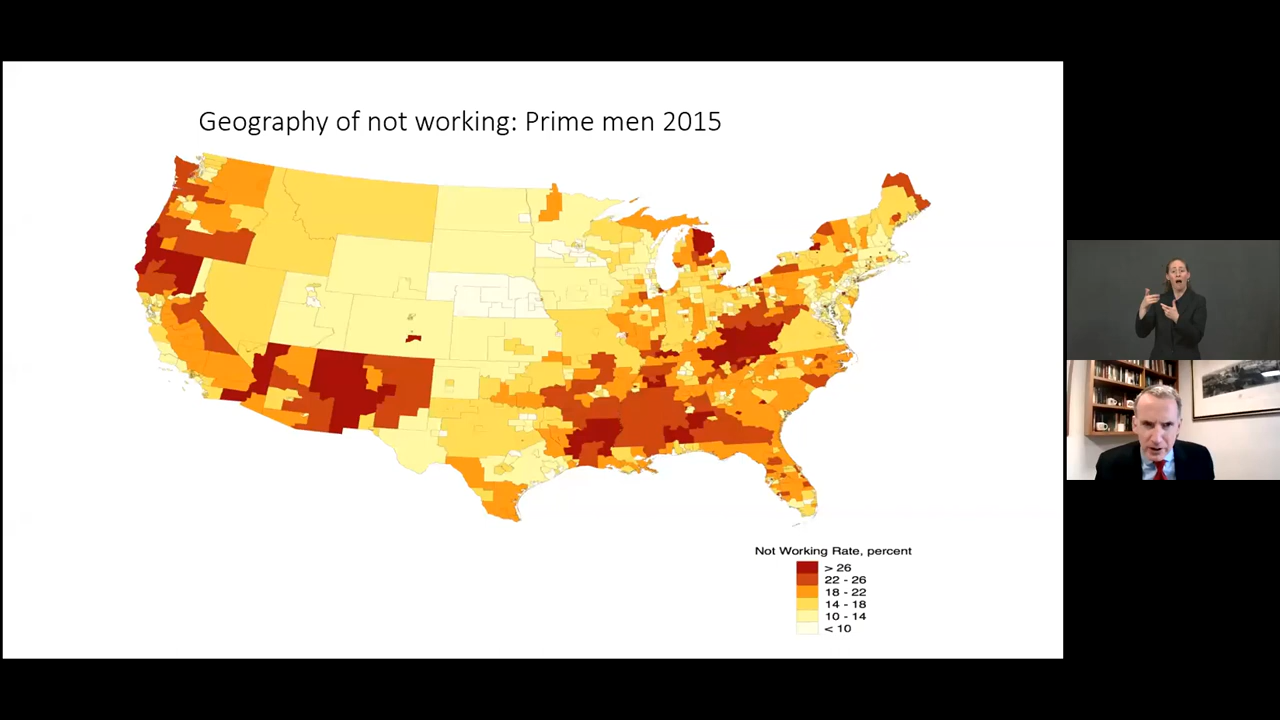 Geography of not working: Prime men 2015
Not Working Rate, percent
> 26
22 - 26
18 - 22
14 - 18
10 - 14
< 10